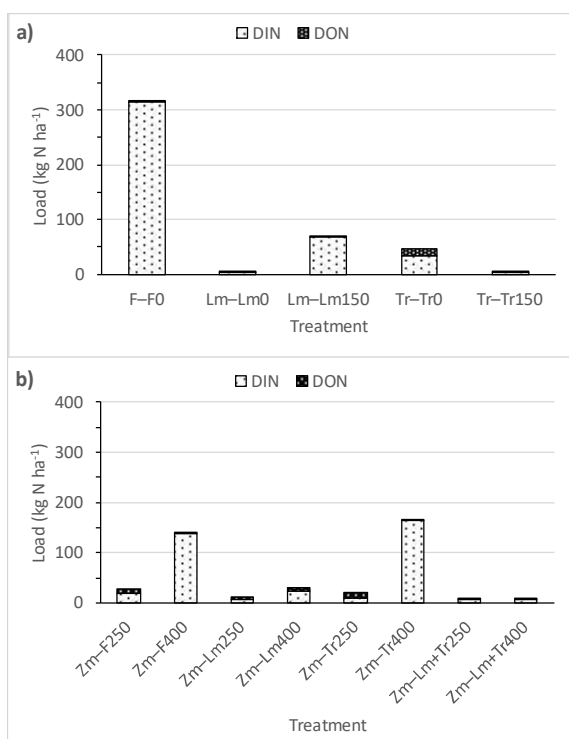 a)
DIN DON
400
300
200
100
0
Load (kg N ha⁻¹)
F–F0 Lm–Lm0 Lm–Lm150 Tr–Tr0 Tr–Tr150
Treatment
b)
DIN DON
400
300
200
100
0
Load (kg N ha⁻¹)
Zm–F250 Zm–F400 Zm–Lm250 Zm–Lm400 Zm–Tr250 Zm–Tr400 Zm–Lm+Tr250 Zm–Lm+Tr400
Treatment